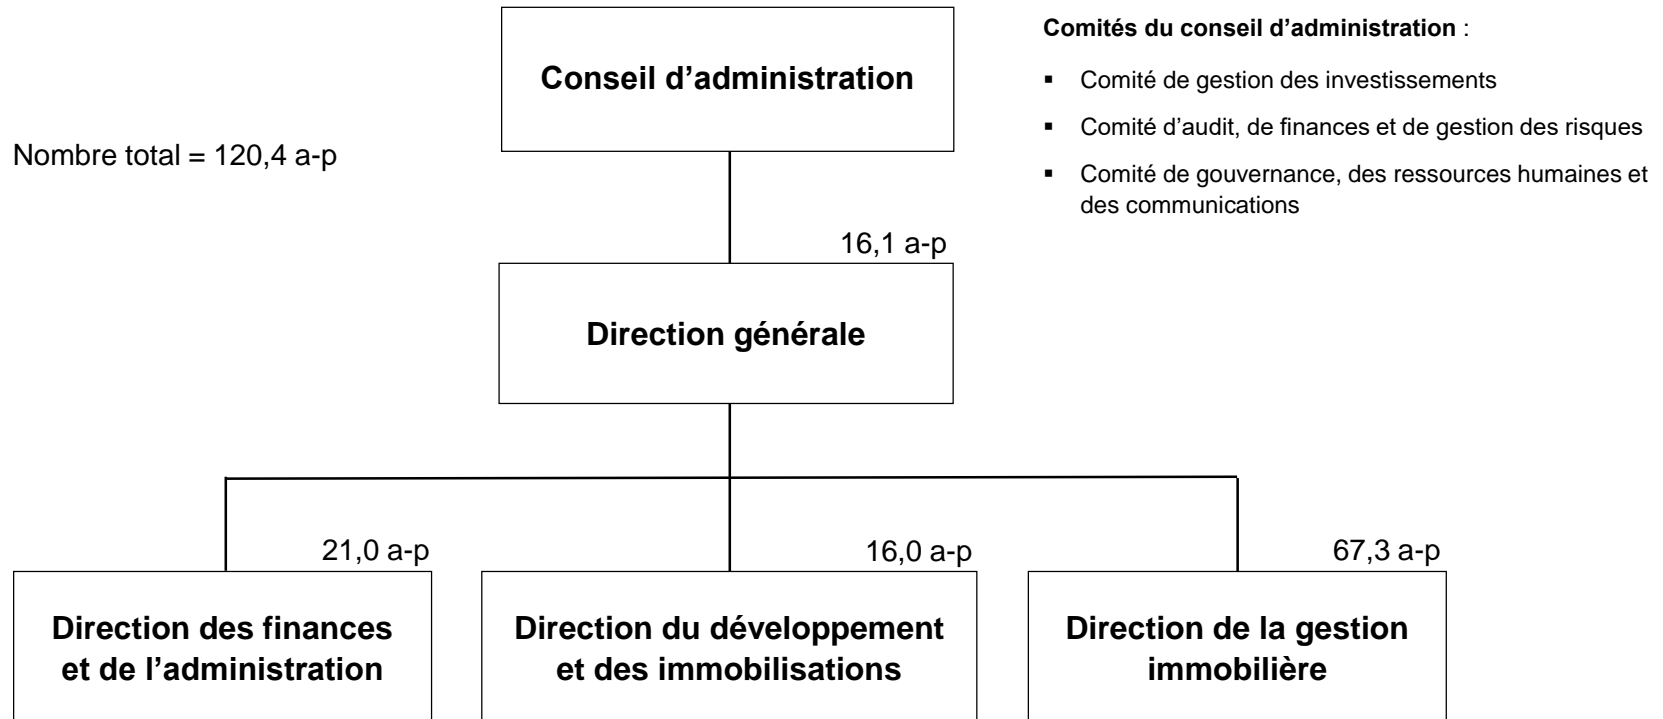 Conseil d’administration
Nombre total = 120,4 a-p
Comités du conseil d’administration :
▪ Comité de gestion des investissements
▪ Comité d’audit, de finances et de gestion des risques
▪ Comité de gouvernance, des ressources humaines et
des communications
16,1 a-p
Direction générale
21,0 a-p
Direction des finances
et de l’administration
16,0 a-p
Direction du développement
et des immobilisations
67,3 a-p
Direction de la gestion
immobilière